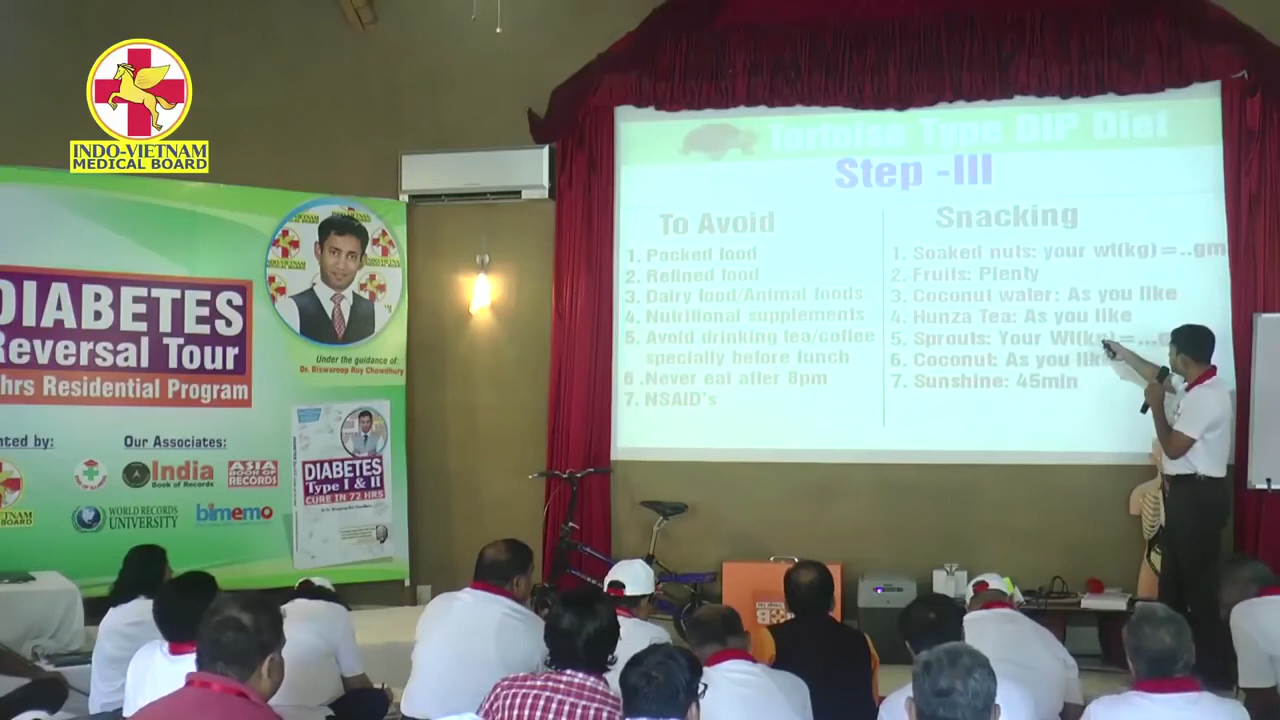 INDO-VIETNAM
MEDICAL BOARD
DIABETES
Reversal Tour
hrs Residential Program
Under the guidance of:
Dr. Biswaroop Roy Chowdhury
Our Associates:
India
Book of Records
ASIA
BOOK OF
RECORDS
WORLD RECORDS
UNIVERSITY
bimemo
DIABETES
Type I & II
CURE IN 72 HRS
Tortoise Type DIP Diet
Step -III
To Avoid
1. Packed food
2. Refined food
3. Dairy food/Animal foods
4. Nutritional supplements
5. Avoid drinking tea/coffee
specially before lunch
6 .Never eat after 8pm
7. NSAID's
Snacking
1. Soaked nuts: your wt(kg)=..gm
2. Fruits: Plenty
3. Coconut water: As you like
4. Hunza Tea: As you like
5. Sprouts: Your Wt(kg)=...g
6. Coconut: As you like
7. Sunshine: 45min